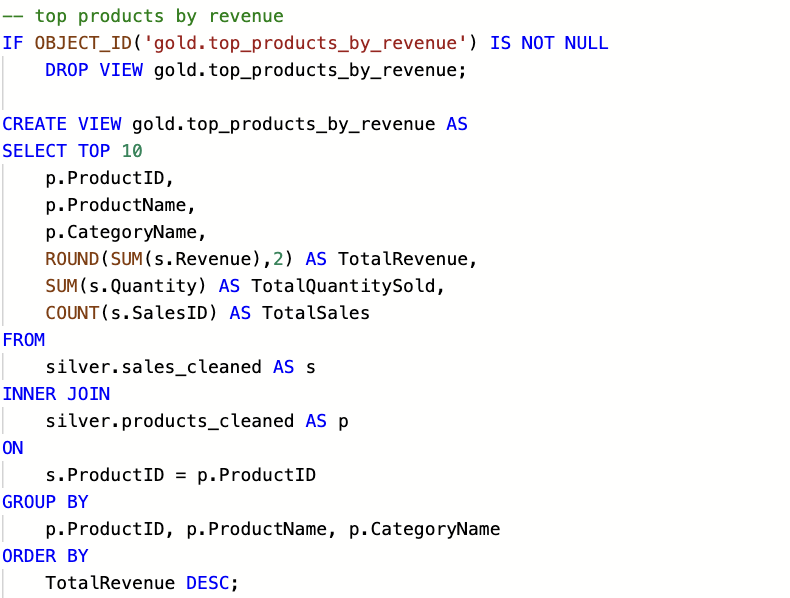 -- top products by revenue
IF OBJECT_ID('gold.top_products_by_revenue') IS NOT NULL
    DROP VIEW gold.top_products_by_revenue;

CREATE VIEW gold.top_products_by_revenue AS
SELECT TOP 10
    p.ProductID,
    p.ProductName,
    p.CategoryName,
    ROUND(SUM(s.Revenue),2) AS TotalRevenue,
    SUM(s.Quantity) AS TotalQuantitySold,
    COUNT(s.SalesID) AS TotalSales
FROM
    silver.sales_cleaned AS s
INNER JOIN
    silver.products_cleaned AS p
ON
    s.ProductID = p.ProductID
GROUP BY
    p.ProductID, p.ProductName, p.CategoryName
ORDER BY
    TotalRevenue DESC;